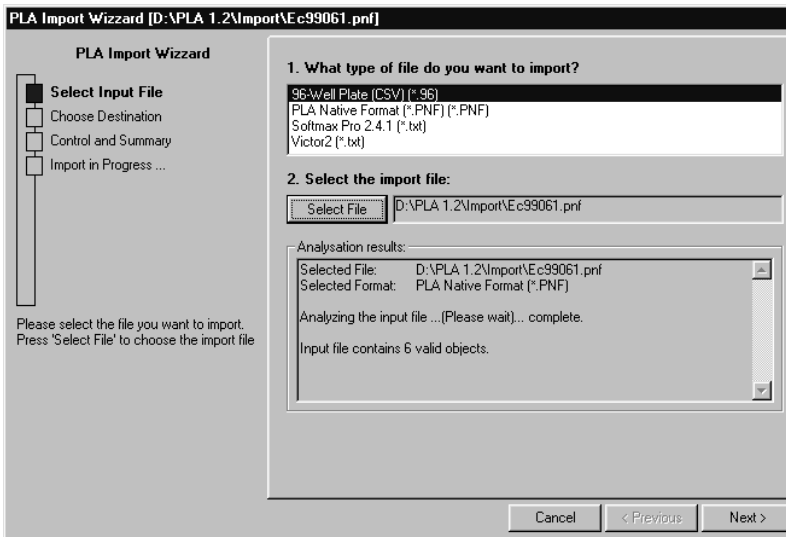 PLA Import Wizzard [D:\PLA 1.2\Import\Ec99061.pnf]
PLA Import Wizzard
Select Input File
Choose Destination
Control and Summary
Import in Progress ...
Please select the file you want to import.
Press 'Select File' to choose the import file
1. What type of file do you want to import?
96-Well Plate (CSV) (*.96)
PLA Native Format (*.PNF) (*.PNF)
Softmax Pro 2.4.1 (*.txt)
Victor2 (*.txt)
2. Select the import file:
Select File D:\PLA 1.2\Import\Ec99061.pnf
Analysation results:
Selected File: D:\PLA 1.2\Import\Ec99061.pnf
Selected Format: PLA Native Format (*.PNF)
Analyzing the input file ...(Please wait)... complete.
Input file contains 6 valid objects.
Cancel < Previous Next >